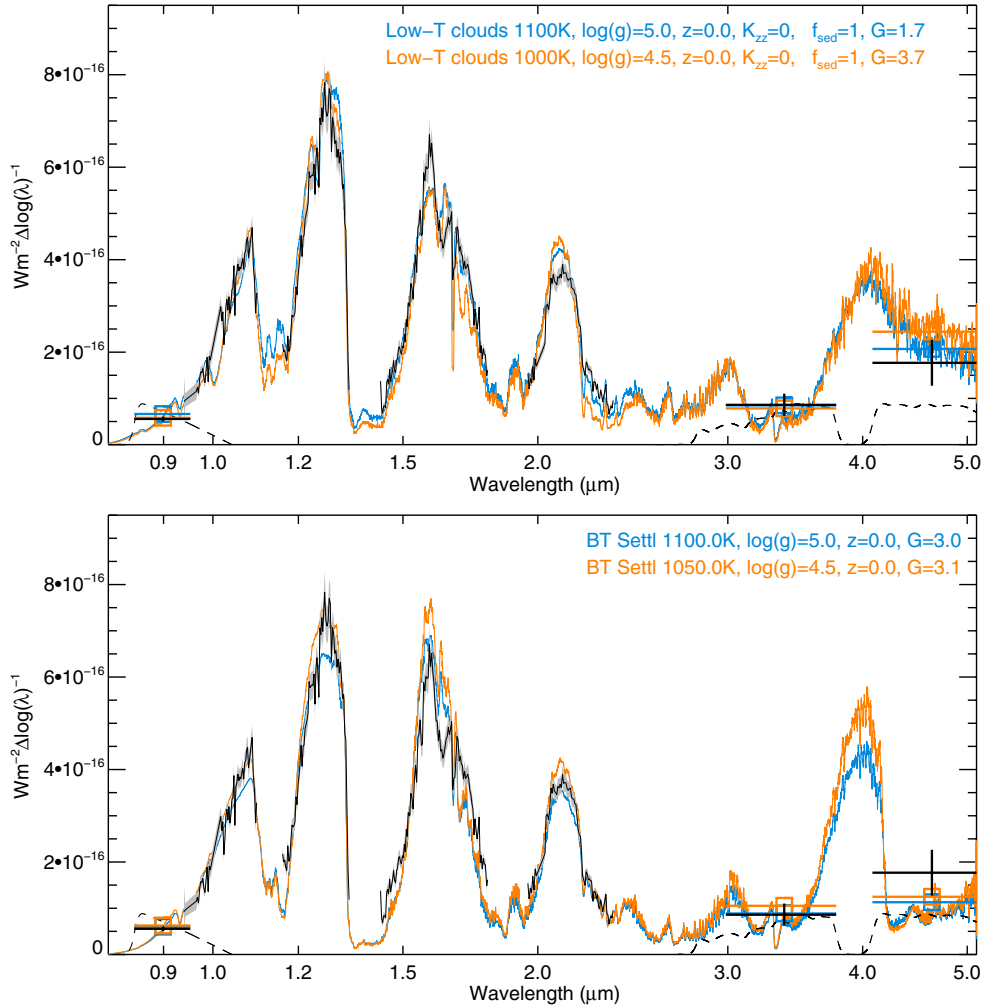 Low-T clouds 1100K, log(g)=5.0, z=0.0, Kzz=0, fsed=1, G=1.7
Low-T clouds 1000K, log(g)=4.5, z=0.0, Kzz=0, fsed=1, G=3.7
8•10⁻¹⁶
6•10⁻¹⁶
4•10⁻¹⁶
2•10⁻¹⁶
0
Wm⁻²Δlog(λ)⁻¹
0.9 1.0 1.2 1.5 2.0 3.0 4.0 5.0
Wavelength (μm)
BT Settl 1100.0K, log(g)=5.0, z=0.0, G=3.0
BT Settl 1050.0K, log(g)=4.5, z=0.0, G=3.1
8•10⁻¹⁶
6•10⁻¹⁶
4•10⁻¹⁶
2•10⁻¹⁶
0
Wm⁻²Δlog(λ)⁻¹
0.9 1.0 1.2 1.5 2.0 3.0 4.0 5.0
Wavelength (μm)